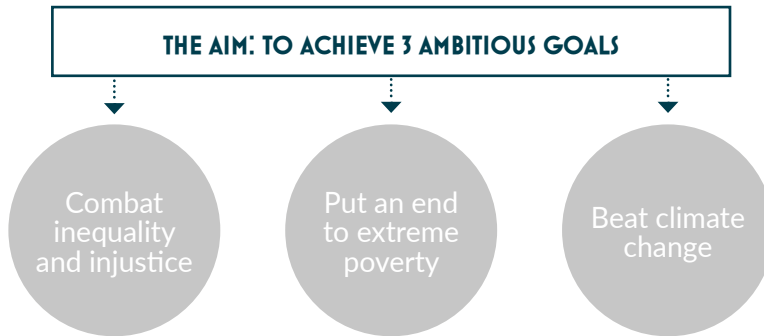 THE AIM: TO ACHIEVE 3 AMBITIOUS GOALS
Combat
inequality
and injustice
Put an end
to extreme
poverty
Beat climate
change